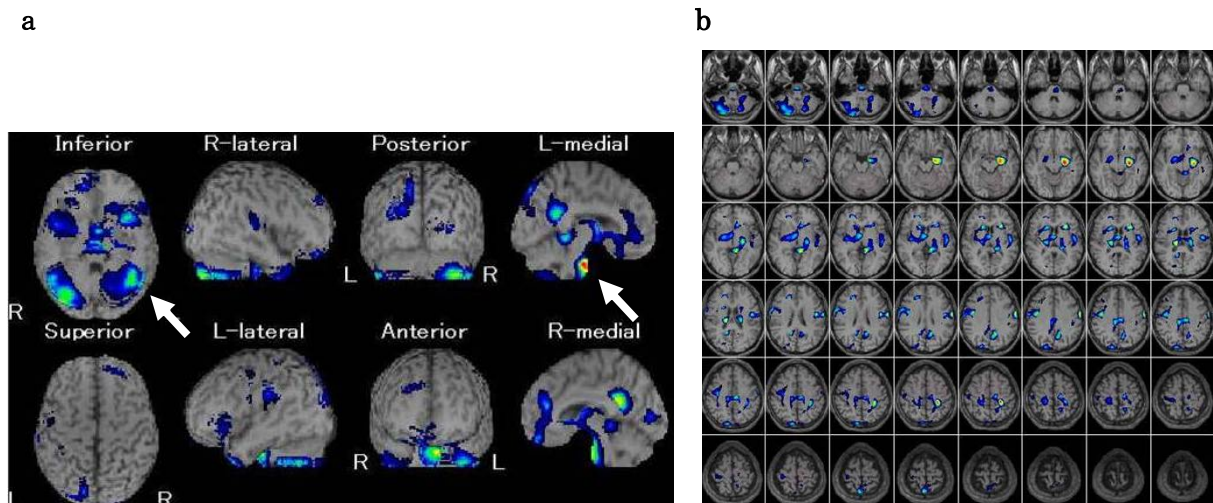 a
b
Inferior R-lateral Posterior L-medial
L R
R
Superior L-lateral Anterior R-medial
R L
L R